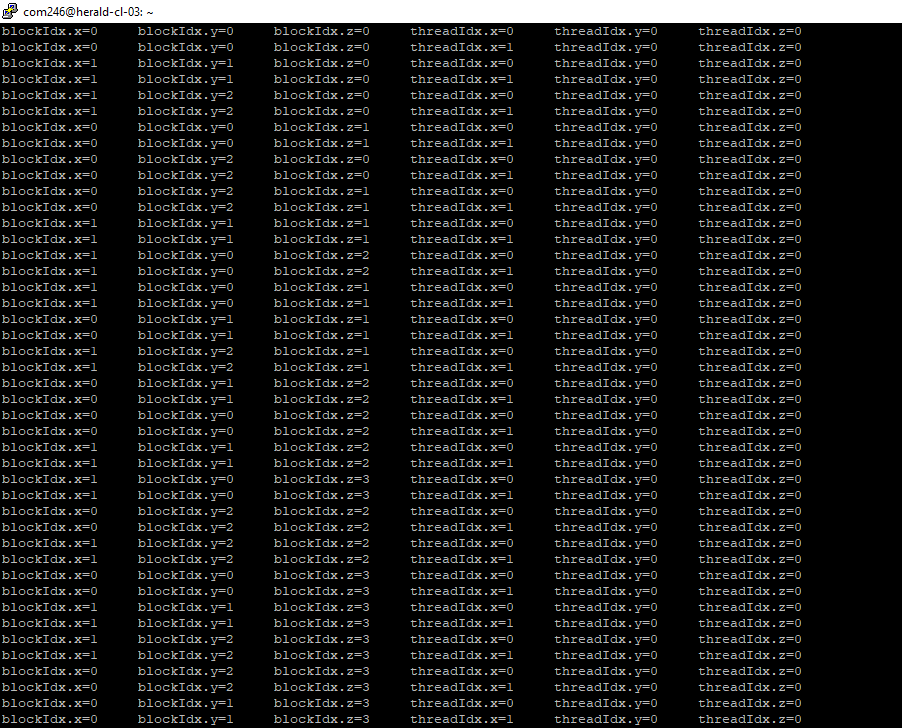 com246@herald-cl-03: ~
blockIdx.x=0 blockIdx.y=0 blockIdx.z=0 threadIdx.x=0 threadIdx.y=0 threadIdx.z=0
blockIdx.x=0 blockIdx.y=0 blockIdx.z=0 threadIdx.x=1 threadIdx.y=0 threadIdx.z=0
blockIdx.x=1 blockIdx.y=1 blockIdx.z=0 threadIdx.x=0 threadIdx.y=0 threadIdx.z=0
blockIdx.x=1 blockIdx.y=1 blockIdx.z=0 threadIdx.x=1 threadIdx.y=0 threadIdx.z=0
blockIdx.x=1 blockIdx.y=2 blockIdx.z=0 threadIdx.x=0 threadIdx.y=0 threadIdx.z=0
blockIdx.x=1 blockIdx.y=2 blockIdx.z=0 threadIdx.x=1 threadIdx.y=0 threadIdx.z=0
blockIdx.x=0 blockIdx.y=0 blockIdx.z=1 threadIdx.x=0 threadIdx.y=0 threadIdx.z=0
blockIdx.x=0 blockIdx.y=0 blockIdx.z=1 threadIdx.x=1 threadIdx.y=0 threadIdx.z=0
blockIdx.x=0 blockIdx.y=2 blockIdx.z=0 threadIdx.x=0 threadIdx.y=0 threadIdx.z=0
blockIdx.x=0 blockIdx.y=2 blockIdx.z=0 threadIdx.x=1 threadIdx.y=0 threadIdx.z=0
blockIdx.x=0 blockIdx.y=2 blockIdx.z=1 threadIdx.x=0 threadIdx.y=0 threadIdx.z=0
blockIdx.x=0 blockIdx.y=2 blockIdx.z=1 threadIdx.x=1 threadIdx.y=0 threadIdx.z=0
blockIdx.x=1 blockIdx.y=1 blockIdx.z=1 threadIdx.x=0 threadIdx.y=0 threadIdx.z=0
blockIdx.x=1 blockIdx.y=1 blockIdx.z=1 threadIdx.x=1 threadIdx.y=0 threadIdx.z=0
blockIdx.x=1 blockIdx.y=0 blockIdx.z=2 threadIdx.x=0 threadIdx.y=0 threadIdx.z=0
blockIdx.x=1 blockIdx.y=0 blockIdx.z=2 threadIdx.x=1 threadIdx.y=0 threadIdx.z=0
blockIdx.x=1 blockIdx.y=0 blockIdx.z=1 threadIdx.x=0 threadIdx.y=0 threadIdx.z=0
blockIdx.x=1 blockIdx.y=0 blockIdx.z=1 threadIdx.x=1 threadIdx.y=0 threadIdx.z=0
blockIdx.x=0 blockIdx.y=1 blockIdx.z=1 threadIdx.x=0 threadIdx.y=0 threadIdx.z=0
blockIdx.x=0 blockIdx.y=1 blockIdx.z=1 threadIdx.x=1 threadIdx.y=0 threadIdx.z=0
blockIdx.x=1 blockIdx.y=2 blockIdx.z=1 threadIdx.x=0 threadIdx.y=0 threadIdx.z=0
blockIdx.x=1 blockIdx.y=2 blockIdx.z=1 threadIdx.x=1 threadIdx.y=0 threadIdx.z=0
blockIdx.x=0 blockIdx.y=1 blockIdx.z=2 threadIdx.x=0 threadIdx.y=0 threadIdx.z=0
blockIdx.x=0 blockIdx.y=1 blockIdx.z=2 threadIdx.x=1 threadIdx.y=0 threadIdx.z=0
blockIdx.x=0 blockIdx.y=0 blockIdx.z=2 threadIdx.x=0 threadIdx.y=0 threadIdx.z=0
blockIdx.x=0 blockIdx.y=0 blockIdx.z=2 threadIdx.x=1 threadIdx.y=0 threadIdx.z=0
blockIdx.x=1 blockIdx.y=1 blockIdx.z=2 threadIdx.x=0 threadIdx.y=0 threadIdx.z=0
blockIdx.x=1 blockIdx.y=1 blockIdx.z=2 threadIdx.x=1 threadIdx.y=0 threadIdx.z=0
blockIdx.x=1 blockIdx.y=0 blockIdx.z=3 threadIdx.x=0 threadIdx.y=0 threadIdx.z=0
blockIdx.x=1 blockIdx.y=0 blockIdx.z=3 threadIdx.x=1 threadIdx.y=0 threadIdx.z=0
blockIdx.x=0 blockIdx.y=2 blockIdx.z=2 threadIdx.x=0 threadIdx.y=0 threadIdx.z=0
blockIdx.x=0 blockIdx.y=2 blockIdx.z=2 threadIdx.x=1 threadIdx.y=0 threadIdx.z=0
blockIdx.x=1 blockIdx.y=2 blockIdx.z=2 threadIdx.x=0 threadIdx.y=0 threadIdx.z=0
blockIdx.x=1 blockIdx.y=2 blockIdx.z=2 threadIdx.x=1 threadIdx.y=0 threadIdx.z=0
blockIdx.x=0 blockIdx.y=0 blockIdx.z=3 threadIdx.x=0 threadIdx.y=0 threadIdx.z=0
blockIdx.x=0 blockIdx.y=0 blockIdx.z=3 threadIdx.x=1 threadIdx.y=0 threadIdx.z=0
blockIdx.x=1 blockIdx.y=1 blockIdx.z=3 threadIdx.x=0 threadIdx.y=0 threadIdx.z=0
blockIdx.x=1 blockIdx.y=1 blockIdx.z=3 threadIdx.x=1 threadIdx.y=0 threadIdx.z=0
blockIdx.x=1 blockIdx.y=2 blockIdx.z=3 threadIdx.x=0 threadIdx.y=0 threadIdx.z=0
blockIdx.x=1 blockIdx.y=2 blockIdx.z=3 threadIdx.x=1 threadIdx.y=0 threadIdx.z=0
blockIdx.x=0 blockIdx.y=2 blockIdx.z=3 threadIdx.x=0 threadIdx.y=0 threadIdx.z=0
blockIdx.x=0 blockIdx.y=2 blockIdx.z=3 threadIdx.x=1 threadIdx.y=0 threadIdx.z=0
blockIdx.x=0 blockIdx.y=1 blockIdx.z=3 threadIdx.x=0 threadIdx.y=0 threadIdx.z=0
blockIdx.x=0 blockIdx.y=1 blockIdx.z=3 threadIdx.x=1 threadIdx.y=0 threadIdx.z=0